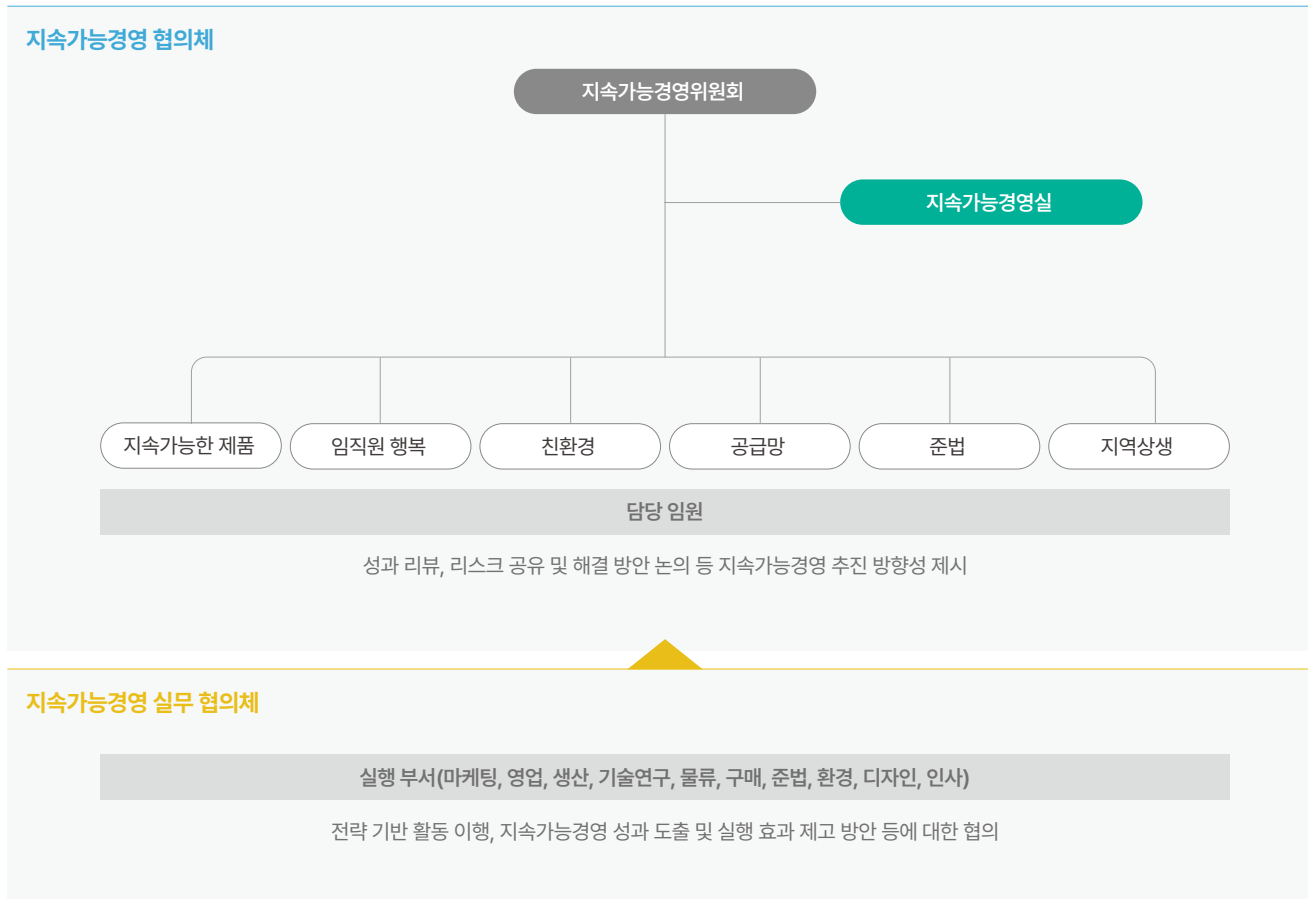 지속가능경영 협의체
지속가능경영위원회
지속가능경영실
지속가능한 제품
임직원 행복
친환경
공급망
준법
지역상생
담당 임원
성과 리뷰, 리스크 공유 및 해결 방안 논의 등 지속가능경영 추진 방향성 제시
지속가능경영 실무 협의체
실행 부서(마케팅, 영업, 생산, 기술연구, 물류, 구매, 준법, 환경, 디자인, 인사)
전략 기반 활동 이행, 지속가능경영 성과 도출 및 실행 효과 제고 방안 등에 대한 협의